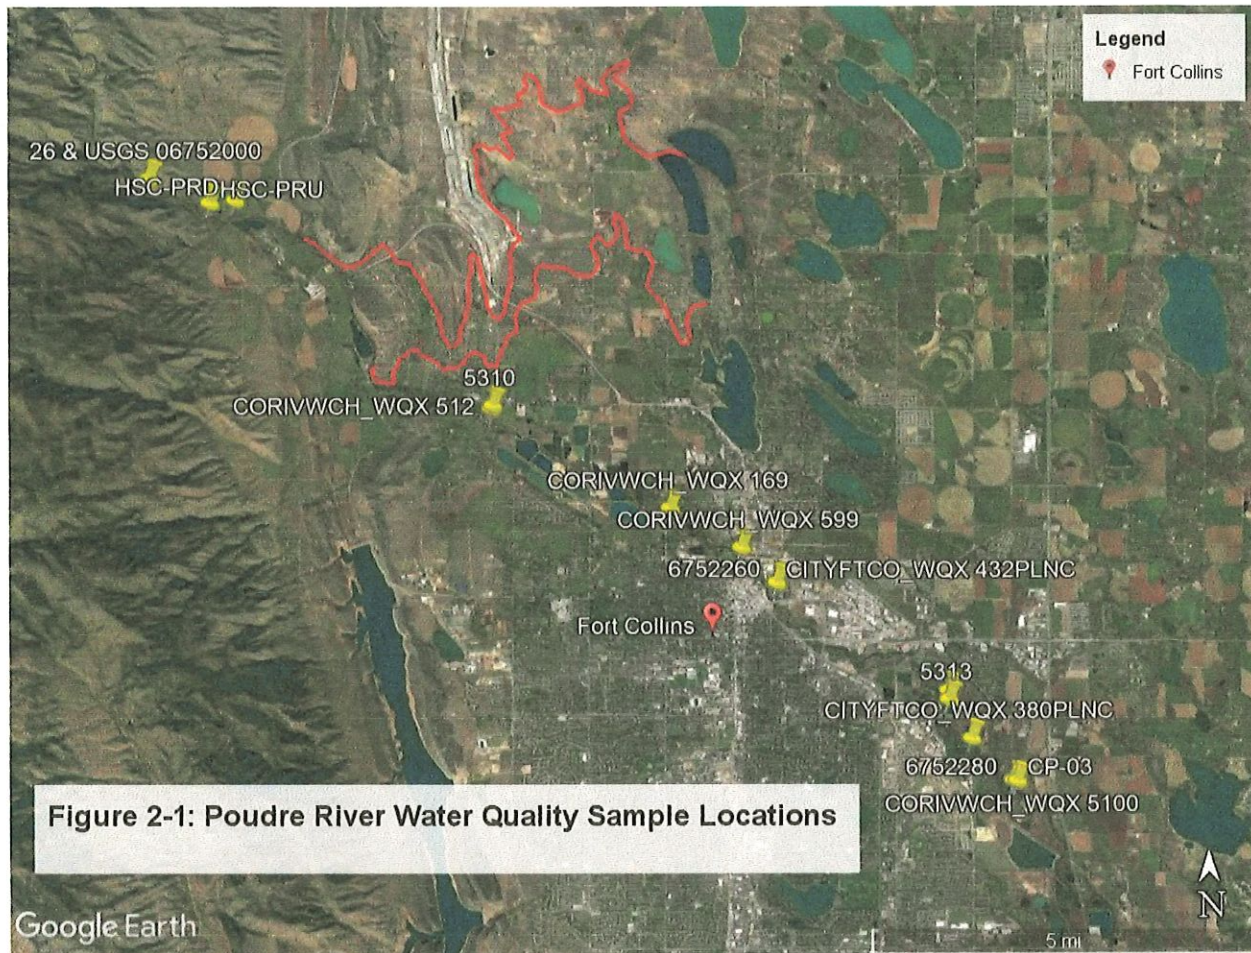 Legend
Fort Collins
26 & USGS 06752000
HSC-PRD HSC-PRU
5310
CORIVWCH_WQX 512
CORIVWCH_WQX 169
CORIVWCH_WQX 599
6752260 CITYFTCO_WQX 432PLNC
Fort Collins
5313
CITYFTCO_WQX 380PLNC
6752280 CP-03
CORIVWCH_WQX 5100
Figure 2-1: Poudre River Water Quality Sample Locations
N
Google Earth
5 mi